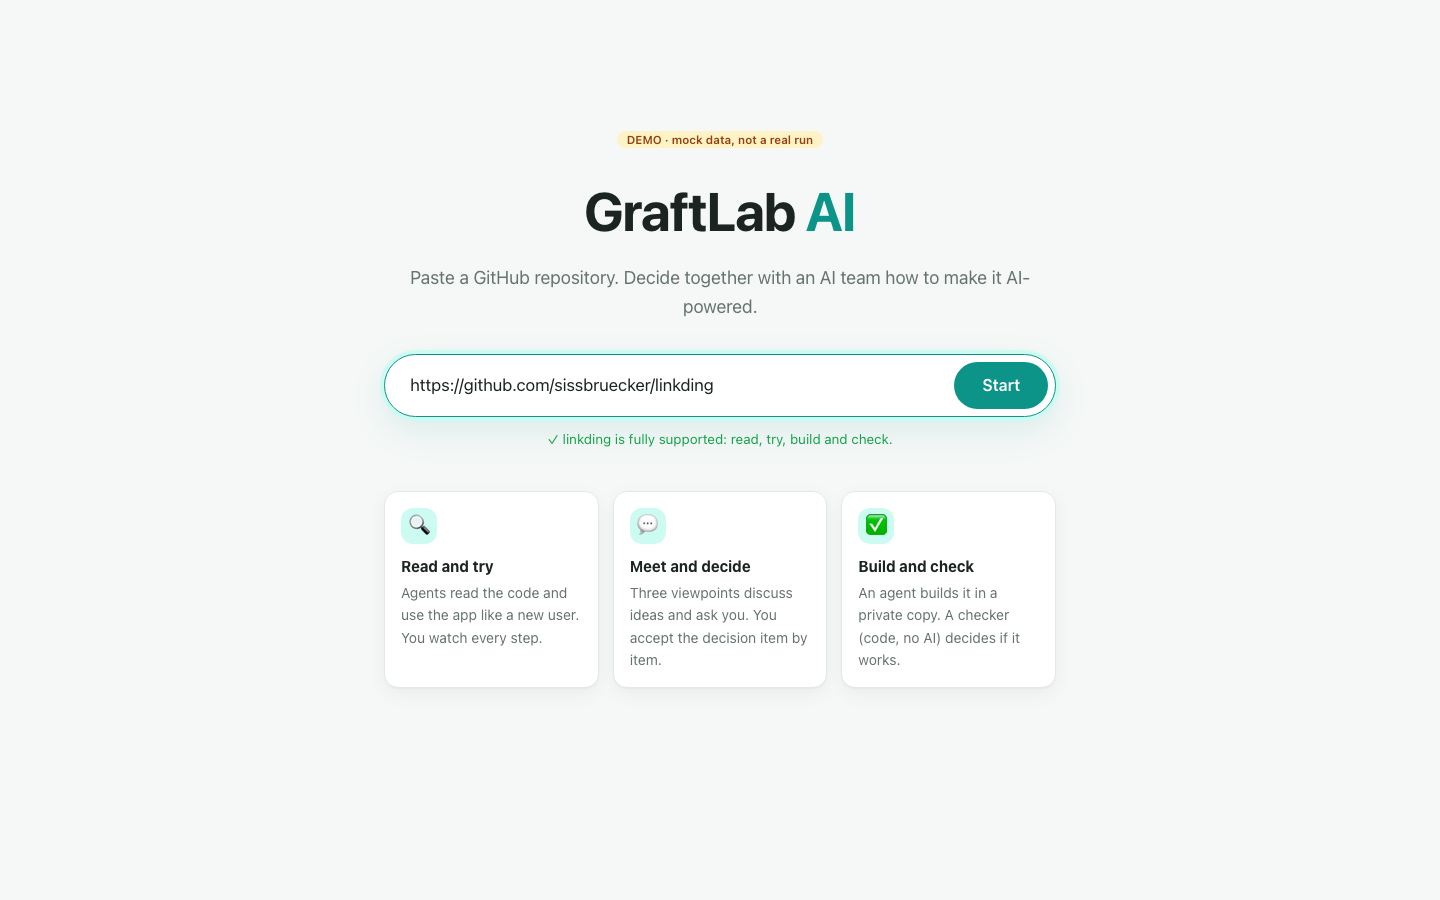 DEMO · mock data, not a real run
GraftLab AI
Paste a GitHub repository. Decide together with an AI team how to make it AI-
powered.
https://github.com/sissbruecker/linkding
Start
✓ linkding is fully supported: read, try, build and check.
Read and try
Agents read the code and
use the app like a new user.
You watch every step.
Meet and decide
Three viewpoints discuss
ideas and ask you. You
accept the decision item by
item.
Build and check
An agent builds it in a
private copy. A checker
(code, no AI) decides if it
works.